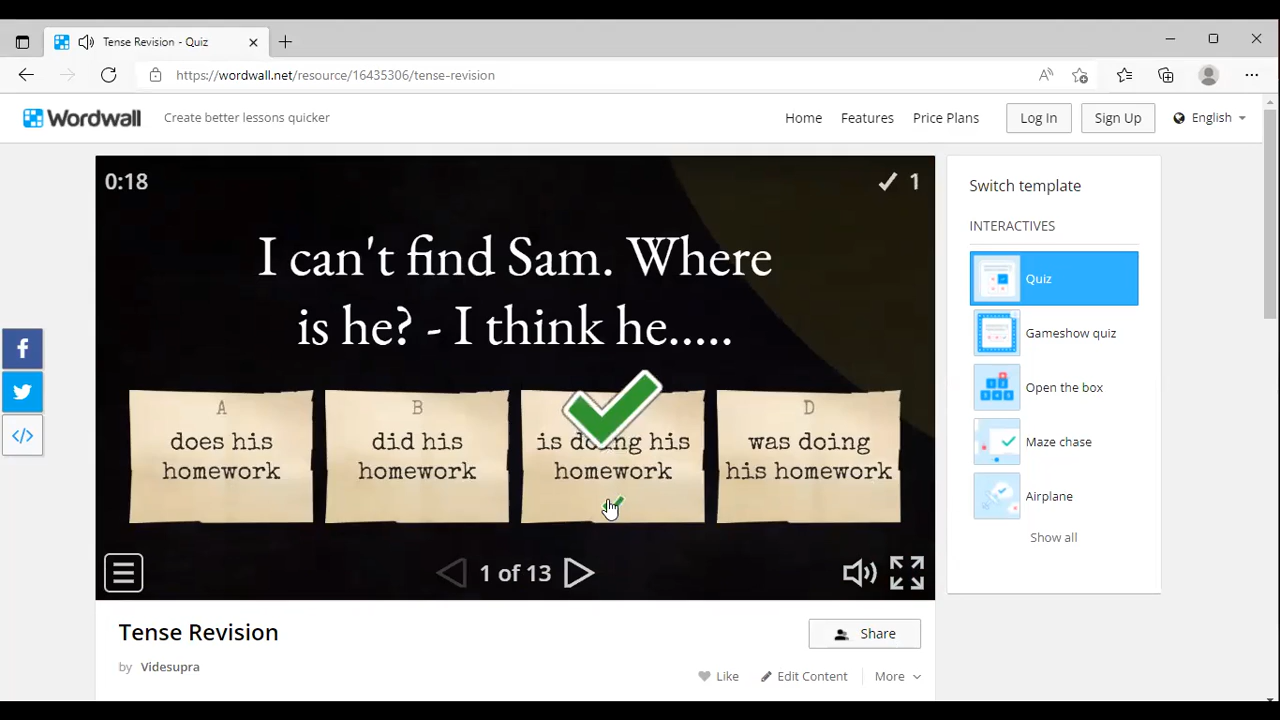 Tense Revision - Quiz
https://wordwall.net/resource/16435306/tense-revision
Wordwall
Create better lessons quicker
Home
Features
Price Plans
Log In
Sign Up
English
0:18
1
I can't find Sam. Where
is he? - I think he.....
A
does his
homework
B
did his
homework
is doing his
homework
D
was doing
his homework
1 of 13
Switch template
INTERACTIVES
Quiz
Gameshow quiz
Open the box
Maze chase
Airplane
Show all
Tense Revision
Share
by Videsupra
Like
Edit Content
More